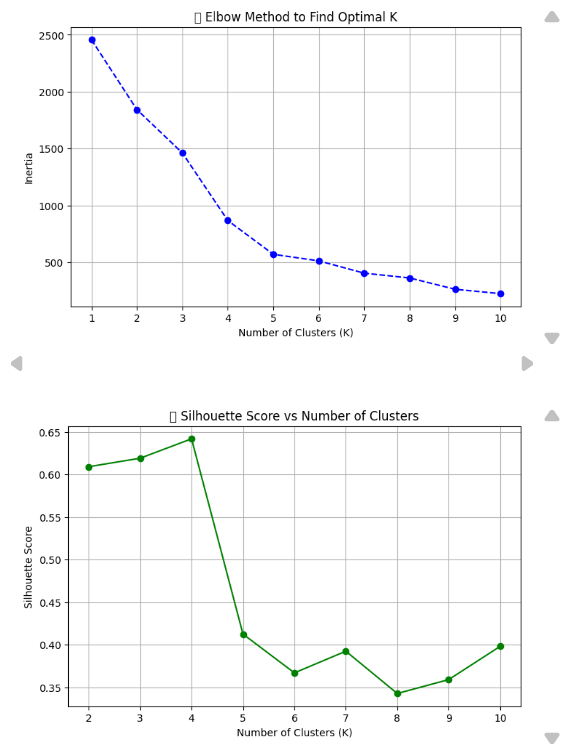 Elbow Method to Find Optimal K
2500
2000
1500
1000
500
Inertia
1 2 3 4 5 6 7 8 9 10
Number of Clusters (K)
Silhouette Score vs Number of Clusters
0.65
0.60
0.55
0.50
0.45
0.40
0.35
Silhouette Score
2 3 4 5 6 7 8 9 10
Number of Clusters (K)